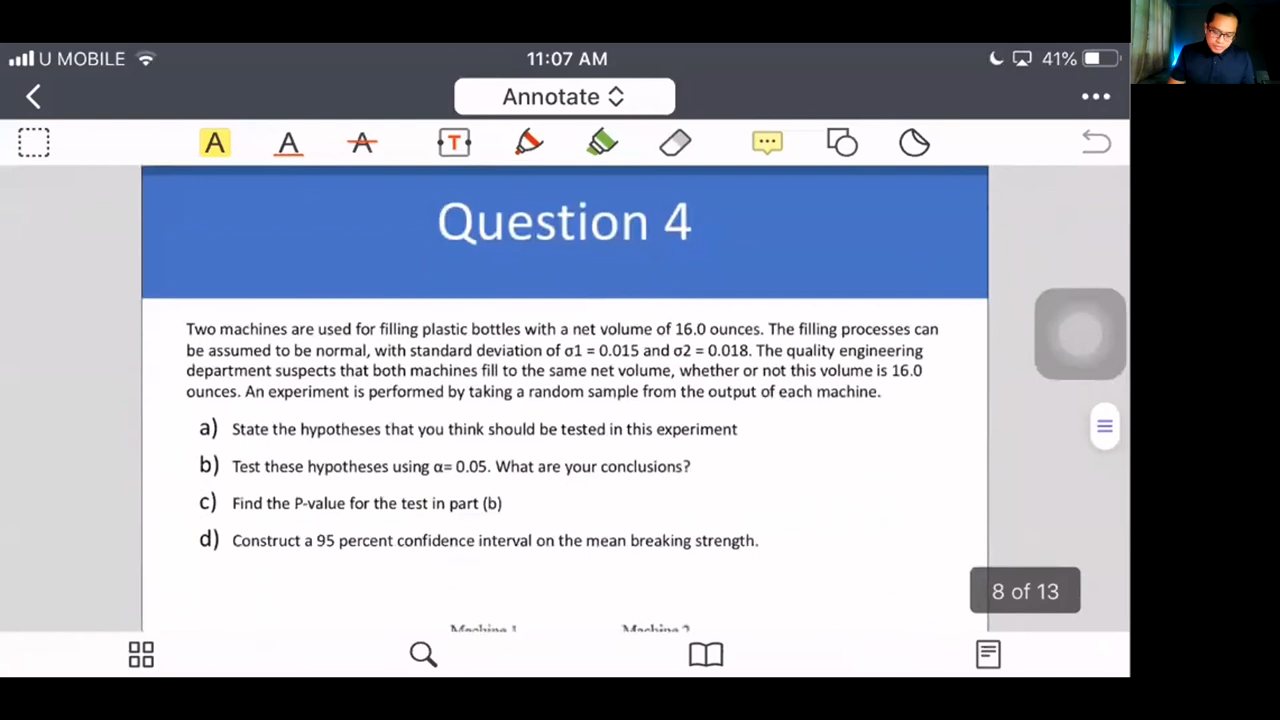 U MOBILE
11:07 AM
41%
Annotate
A
A
A
T
Question 4
Two machines are used for filling plastic bottles with a net volume of 16.0 ounces. The filling processes can
be assumed to be normal, with standard deviation of σ1 = 0.015 and σ2 = 0.018. The quality engineering
department suspects that both machines fill to the same net volume, whether or not this volume is 16.0
ounces. An experiment is performed by taking a random sample from the output of each machine.
a) State the hypotheses that you think should be tested in this experiment
b) Test these hypotheses using α= 0.05. What are your conclusions?
c) Find the P-value for the test in part (b)
d) Construct a 95 percent confidence interval on the mean breaking strength.
8 of 13
Machine 1 Machine 2